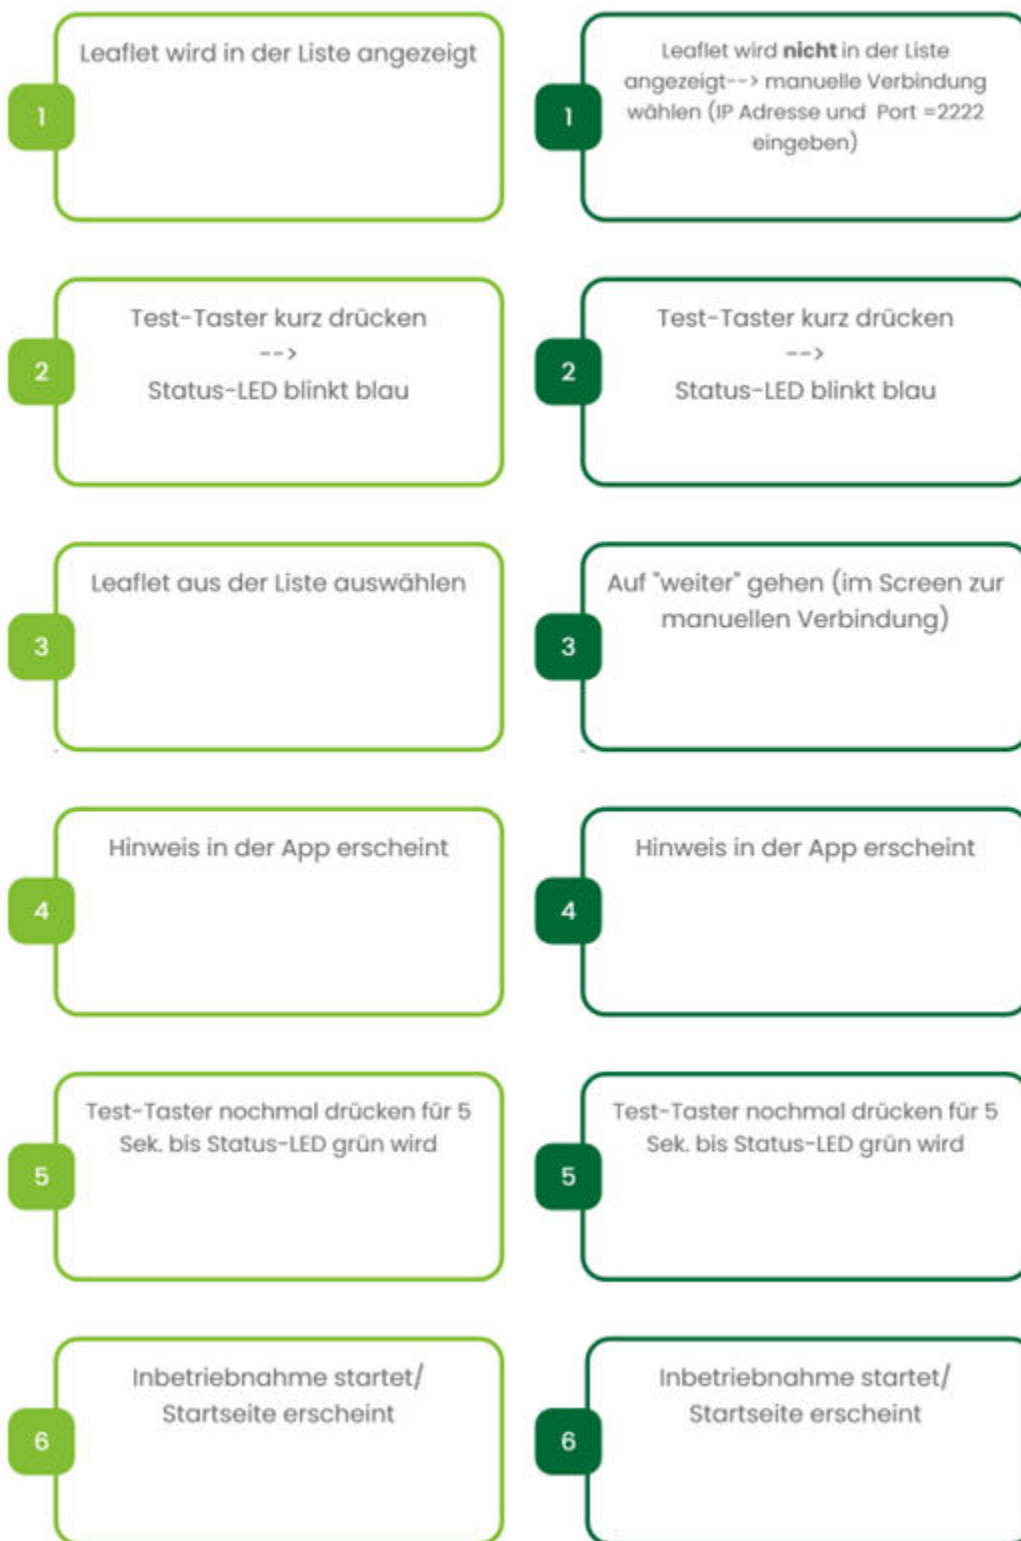 1
Leaflet wird in der Liste angezeigt
2
Test-Taster kurz drücken
-->
Status-LED blinkt blau
3
Leaflet aus der Liste auswählen
4
Hinweis in der App erscheint
5
Test-Taster nochmal drücken für 5
Sek. bis Status-LED grün wird
6
Inbetriebnahme startet/
Startseite erscheint
1
Leaflet wird nicht in der Liste
angezeigt--> manuelle Verbindung
wählen (IP Adresse und Port =2222
eingeben)
2
Test-Taster kurz drücken
-->
Status-LED blinkt blau
3
Auf "weiter" gehen (im Screen zur
manuellen Verbindung)
4
Hinweis in der App erscheint
5
Test-Taster nochmal drücken für 5
Sek. bis Status-LED grün wird
6
Inbetriebnahme startet/
Startseite erscheint